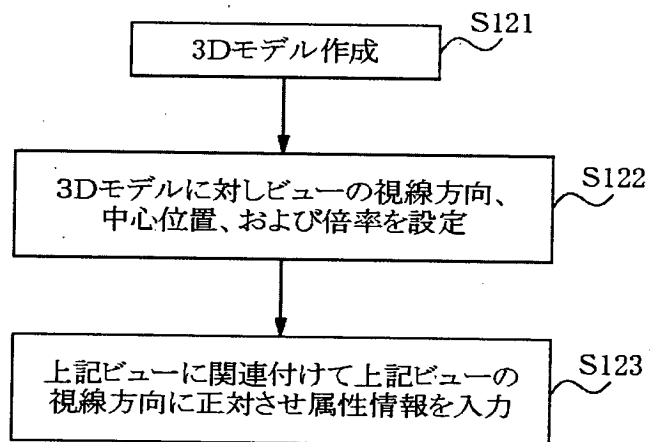 S121
3Dモデル作成
S122
3Dモデルに対しビューの視線方向、
中心位置、および倍率を設定
S123
上記ビューに関連付けて上記ビューの
視線方向に正対させ属性情報を入力